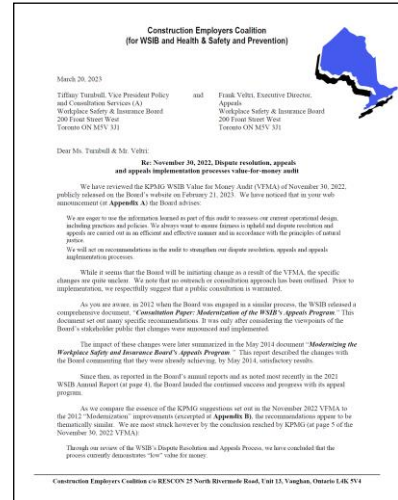 Construction Employers Coalition
(for WSIB and Health & Safety and Prevention)
March 20, 2023
Tiffany Turnbull, Vice President Policy
and Consultation Services (A)
Workplace Safety & Insurance Board
200 Front Street West
Toronto ON M5V 3J1
and
Frank Veltri, Executive Director,
Appeals
Workplace Safety & Insurance Board
200 Front Street West
Toronto ON M5V 3J1
Dear Ms. Turnbull & Mr. Veltri:
Re: November 30, 2022, Dispute resolution, appeals
and appeals implementation processes value-for-money audit
We have reviewed the KPMG WSIB Value for Money Audit (VFMA) of November 30, 2022,
publicly released on the Board's website on February 21, 2023. We have noticed that in your web
announcement (at Appendix A) the Board advises:
We are eager to use the information learned as part of this audit to reassess our current operational design,
including practices and policies. We always want to ensure fairness is upheld and dispute resolution and
appeals are carried out in an efficient and effective manner and in accordance with the principles of natural
justice.
We will act on recommendations in the audit to strengthen our dispute resolution, appeals and appeals
implementation processes.
While it seems that the Board will be initiating change as a result of the VFMA, the specific
changes are quite unclear. We note that no outreach or consultation approach has been outlined. Prior to
implementation, we respectfully suggest that a public consultation is warranted.
As you are aware, in 2012 when the Board was engaged in a similar process, the WSIB released a
comprehensive document, "Consultation Paper: Modernization of the WSIB's Appeals Program." This
document set out many specific recommendations. It was only after considering the viewpoints of the
Board's stakeholder public that changes were announced and implemented.
The impact of these changes were later summarized in the May 2014 document "Modernizing the
Workplace Safety and Insurance Board's Appeals Program." This report described the changes with
the Board commenting that they were already achieving, by May 2014, satisfactory results.
Since then, as reported in the Board's annual reports and as noted most recently in the 2021
WSIB Annual Report (at page 4), the Board lauded the continued success and progress with its appeal
program.
As we compare the essence of the KPMG suggestions set out in the November 2022 VFMA to
the 2012 "Modernization" improvements (excerpted at Appendix B), the recommendations appear to be
thematically similar. We are most struck however by the conclusion reached by KPMG (at page 5 of the
November 30, 2022 VFMA):
Through our review of the WSIB's Dispute Resolution and Appeals Process, we have concluded that the
process currently demonstrates "low" value for money.
Construction Employers Coalition c/o RESCON 25 North Rivermede Road, Unit 13, Vaughan, Ontario L4K 5V4